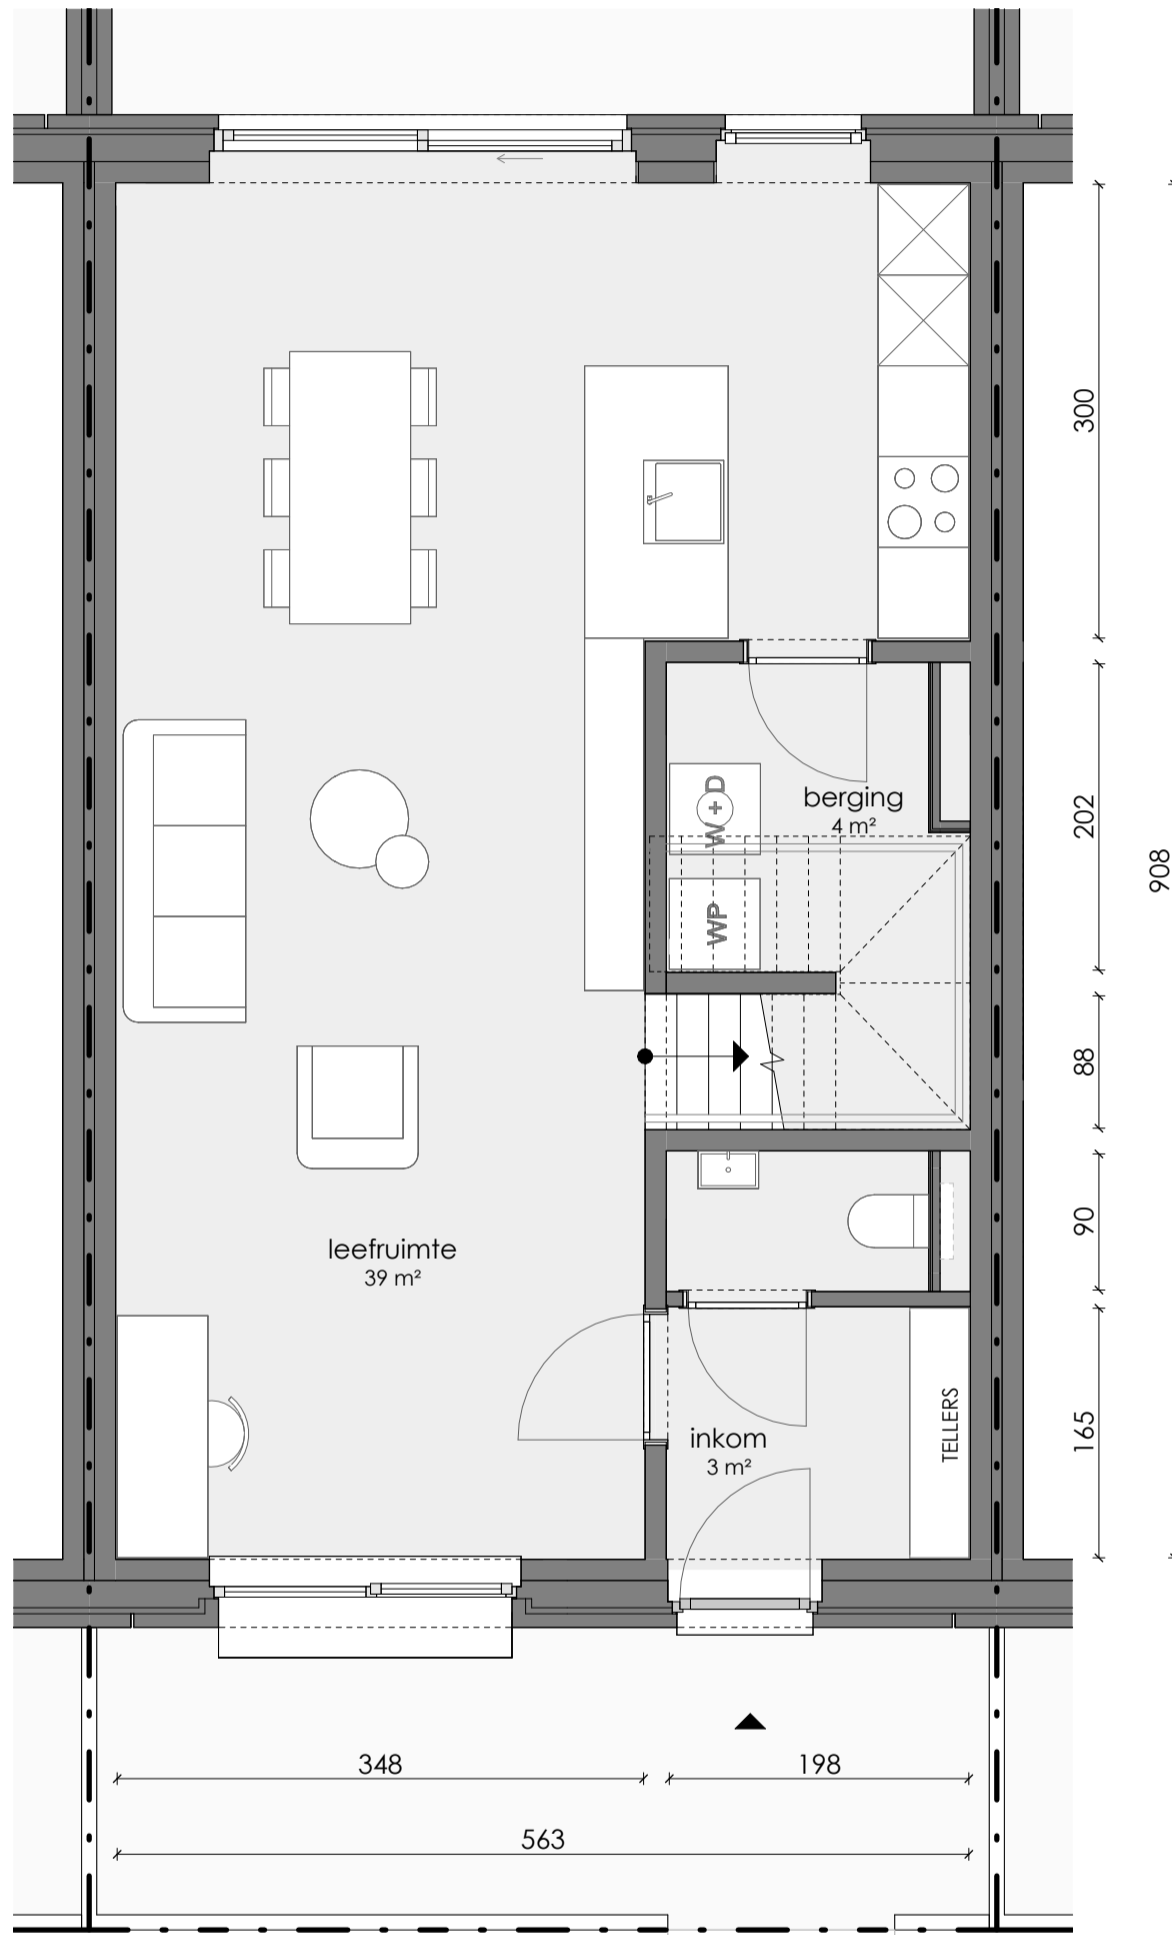 300
W + D
berging
4 m²
202
908
WP
88
90
leefruimte
39 m²
inkom
3 m²
TELLERS
165
348
198
563